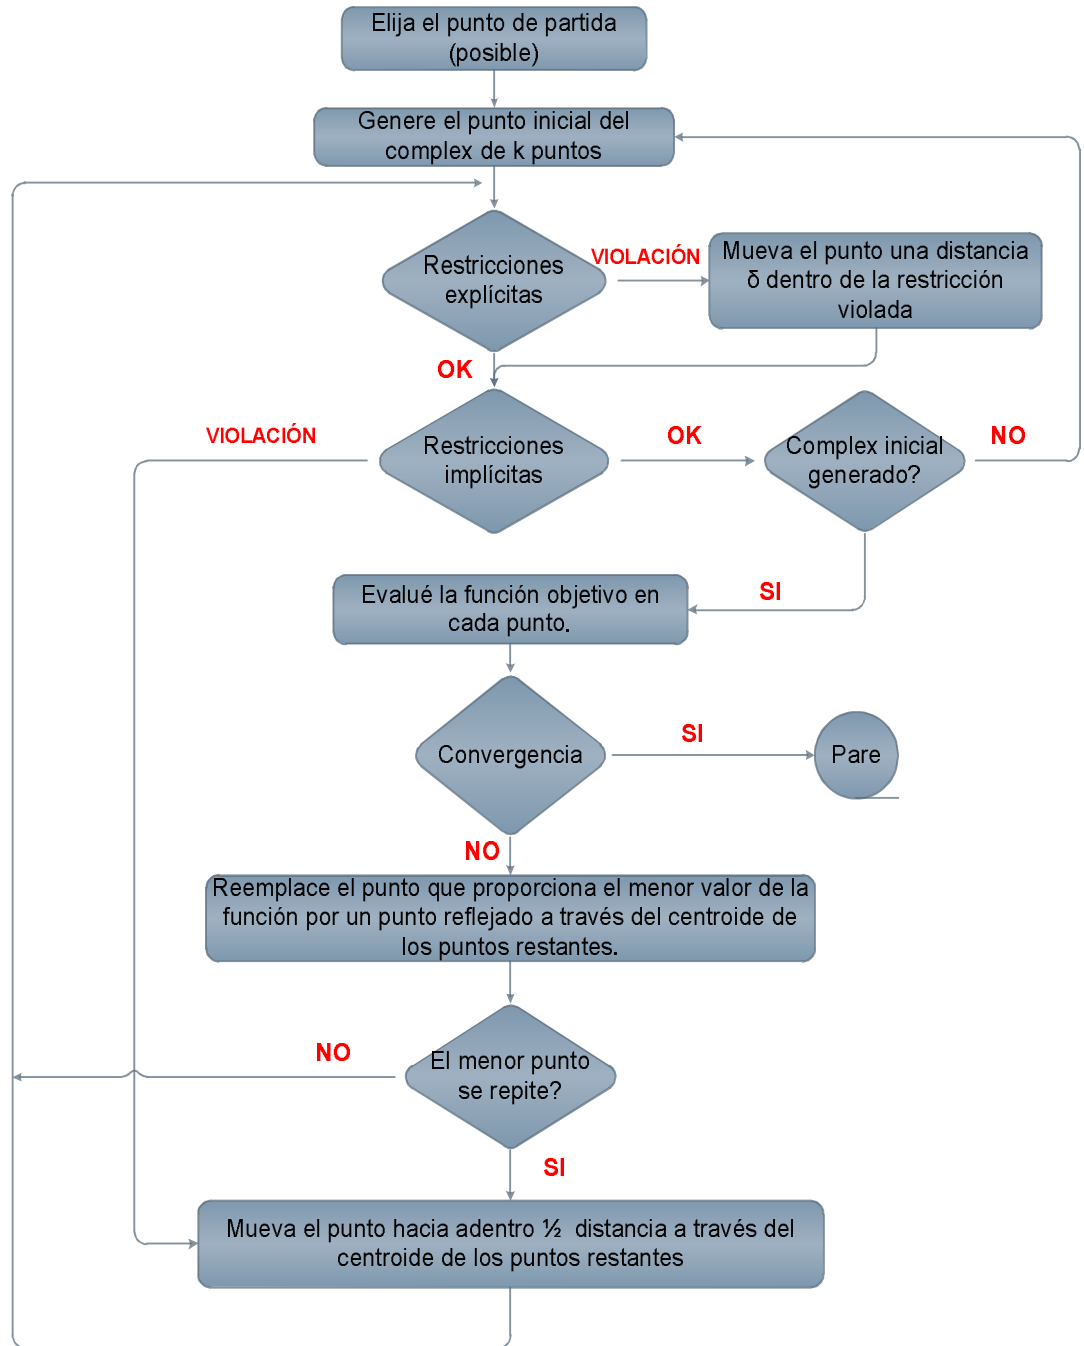 Elija el punto de partida
(posible)
Genere el punto inicial del
complex de k puntos
Restricciones
explícitas
VIOLACIÓN
Mueva el punto una distancia
δ dentro de la restricción
violada
OK
VIOLACIÓN
Restricciones
implícitas
OK
Complex inicial
generado?
NO
SI
Evalué la función objetivo en
cada punto.
Convergencia
SI
Pare
NO
Reemplace el punto que proporciona el menor valor de la
función por un punto reflejado a través del centroide de
los puntos restantes.
NO
El menor punto
se repite?
SI
Mueva el punto hacia adentro ½ distancia a través del
centroide de los puntos restantes